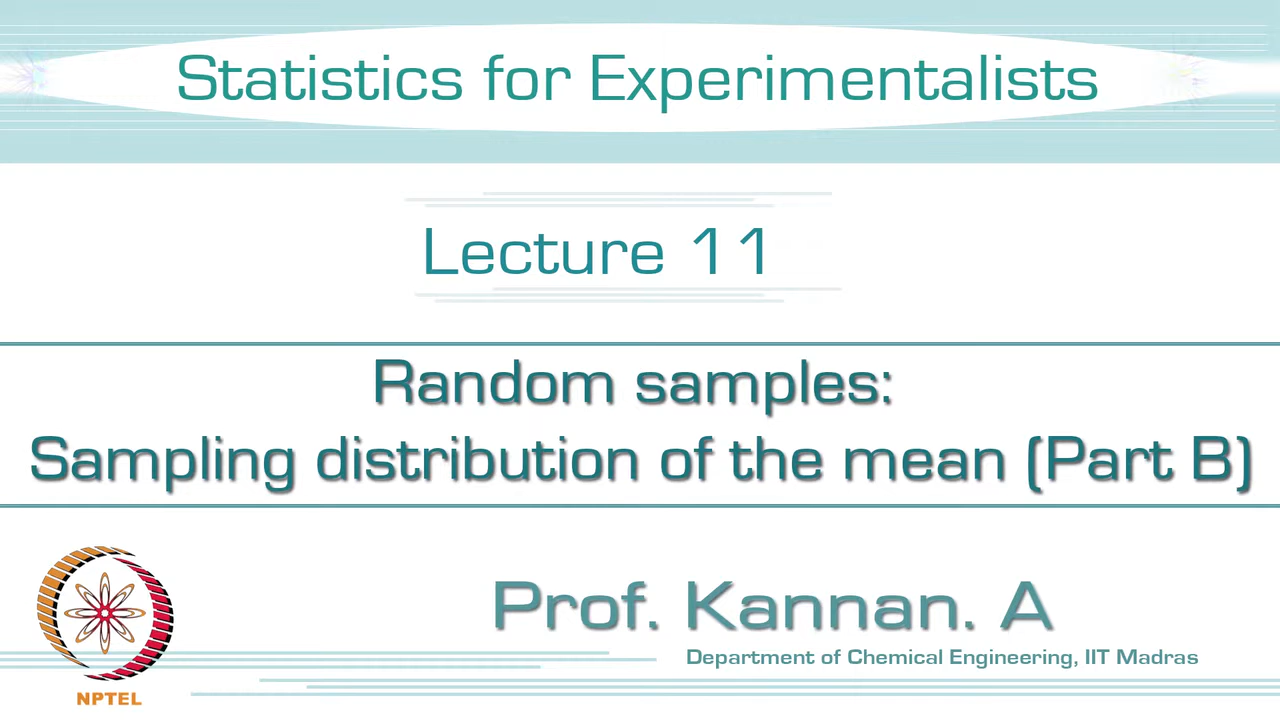 Statistics for Experimentalists
Lecture 11
Random samples:
Sampling distribution of the mean (Part B)
Prof. Kannan. A
Department of Chemical Engineering, IIT Madras
NPTEL